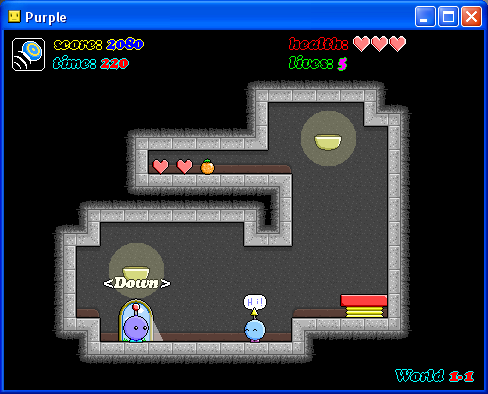 Purple
score: 2080
health:
time: 220
lives: 5
<Down>
Hi!
World 1-1